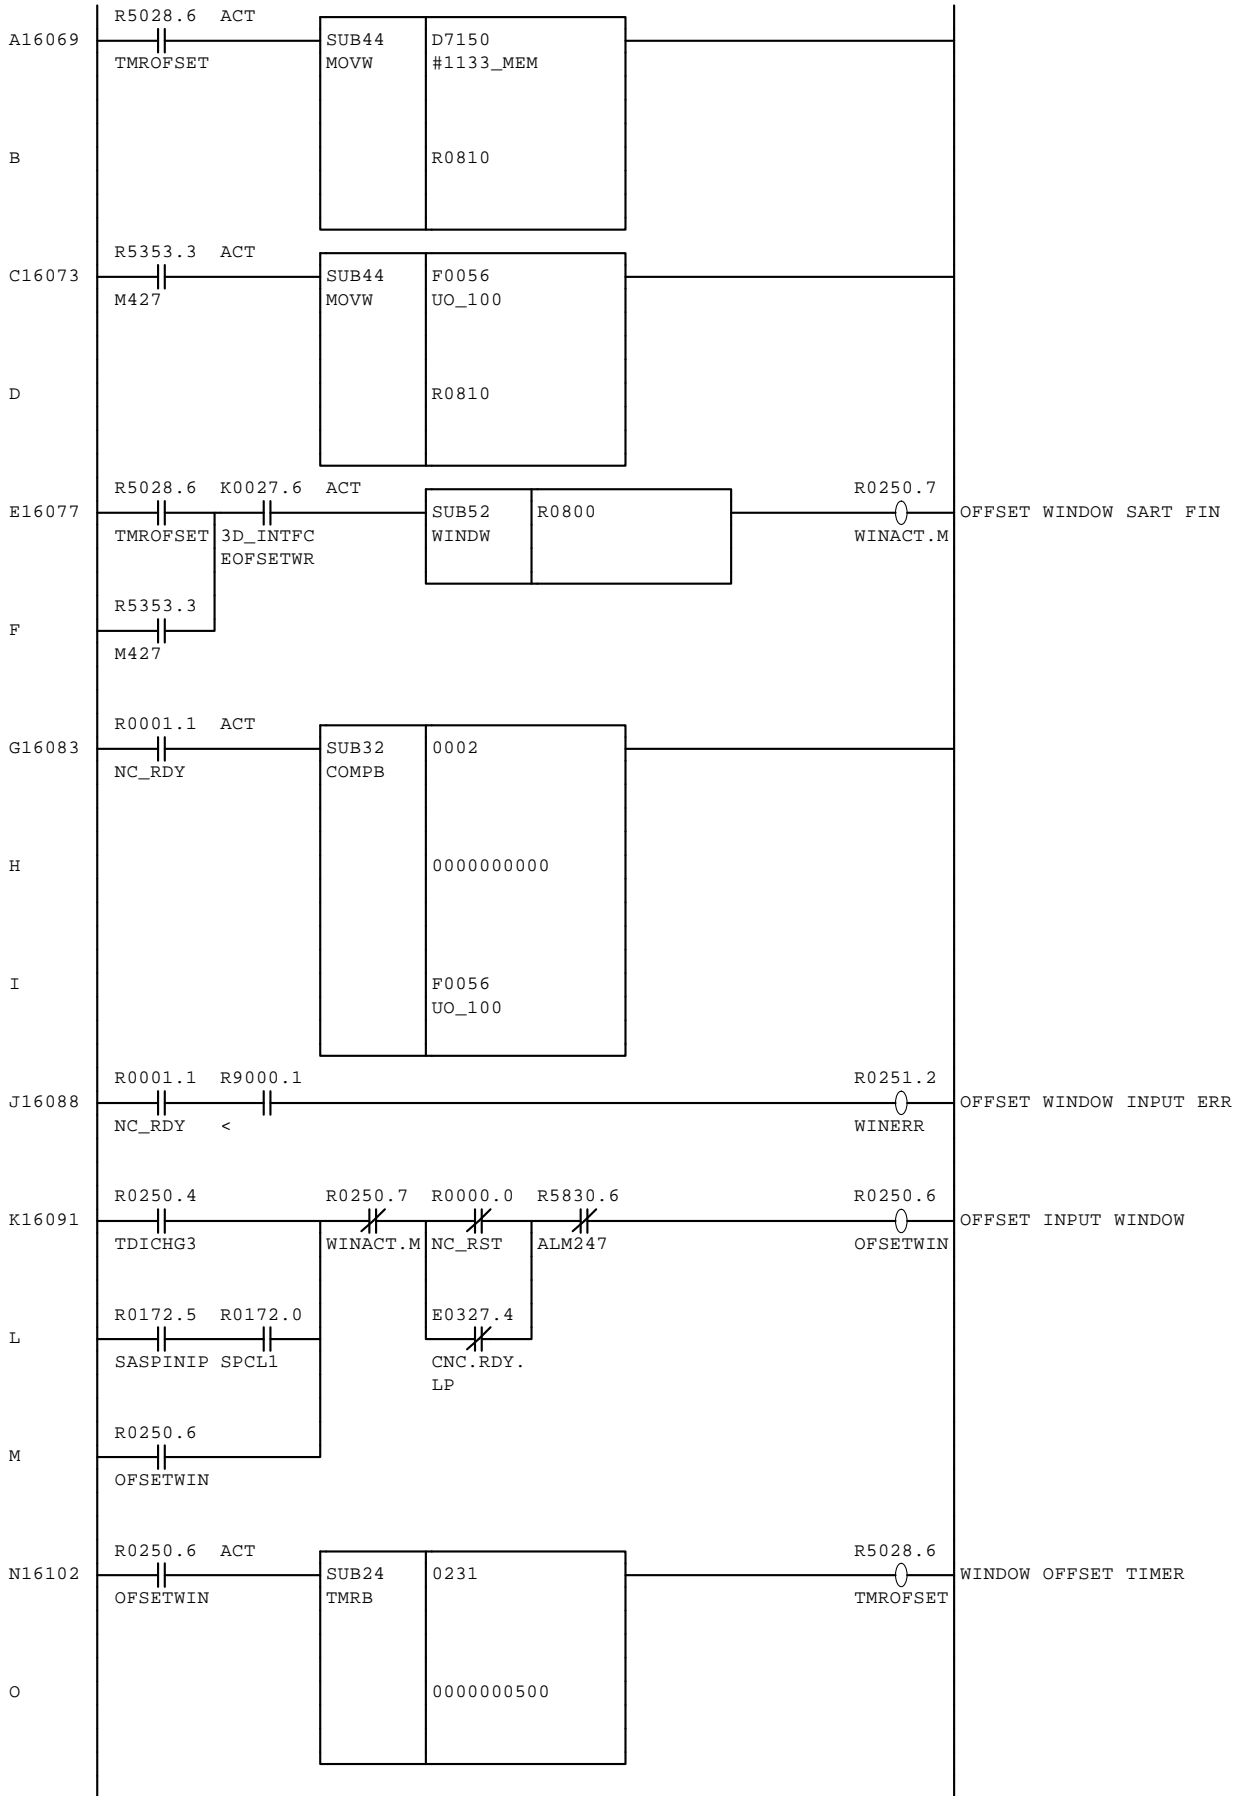 R5028.6 ACT
A16069 SUB44 D7150
TMROFSET MOVW #1133_MEM
B R0810
R5353.3 ACT
C16073 SUB44 F0056
M427 MOVW UO_100
D R0810
R5028.6 K0027.6 ACT R0250.7
E16077 SUB52 R0800 OFFSET WINDOW SART FIN
TMROFSET 3D_INTFC WINDW WINACT.M
EOFSETWR
R5353.3
F
M427
R0001.1 ACT
G16083 SUB32 0002
NC_RDY COMPB
H 0000000000
I F0056
UO_100
R0001.1 R9000.1 R0251.2
J16088 OFFSET WINDOW INPUT ERR
NC_RDY < WINERR
R0250.4 R0250.7 R0000.0 R5830.6 R0250.6
K16091 OFFSET INPUT WINDOW
TDICHG3 WINACT.M NC_RST ALM247 OFSETWIN
R0172.5 R0172.0 E0327.4
L
SASPINIP SPCL1 CNC.RDY.
LP
R0250.6
M
OFSETWIN
R0250.6 ACT R5028.6
N16102 SUB24 0231 WINDOW OFFSET TIMER
OFSETWIN TMRB TMROFSET
O 0000000500